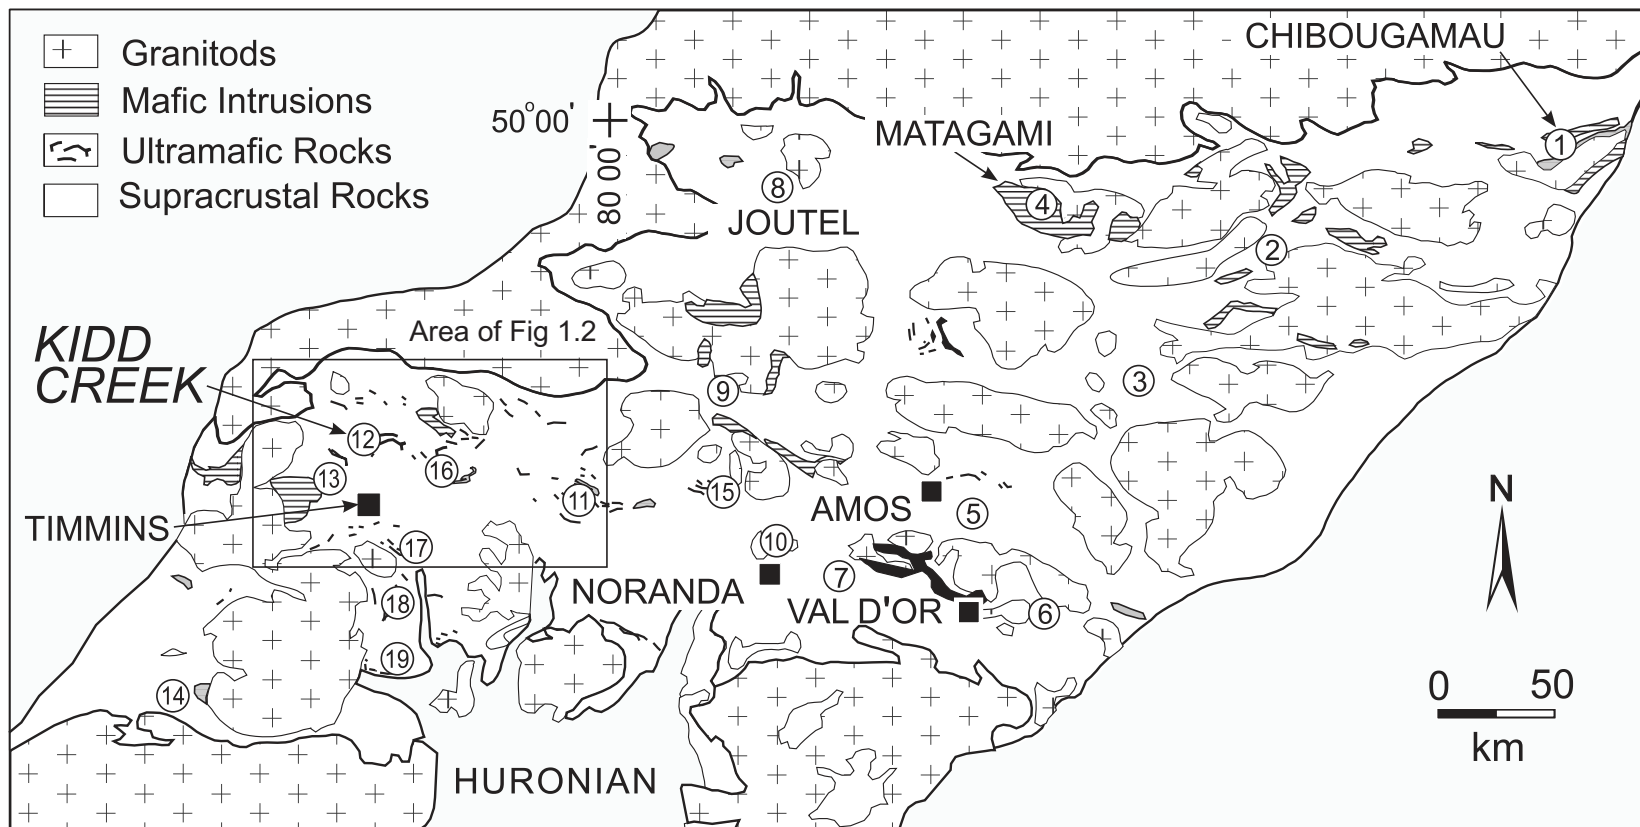 Granitods
Mafic Intrusions
Ultramafic Rocks
Supracrustal Rocks
50°00'
80 00'
CHIBOUGAMAU
1
MATAGAMI
4
8
JOUTEL
2
KIDD
CREEK
Area of Fig 1.2
9
3
12
16
13
11
15
TIMMINS
AMOS
5
17
10
NORANDA
7
VAL D'OR
6
18
19
14
HURONIAN
N
0 50
km